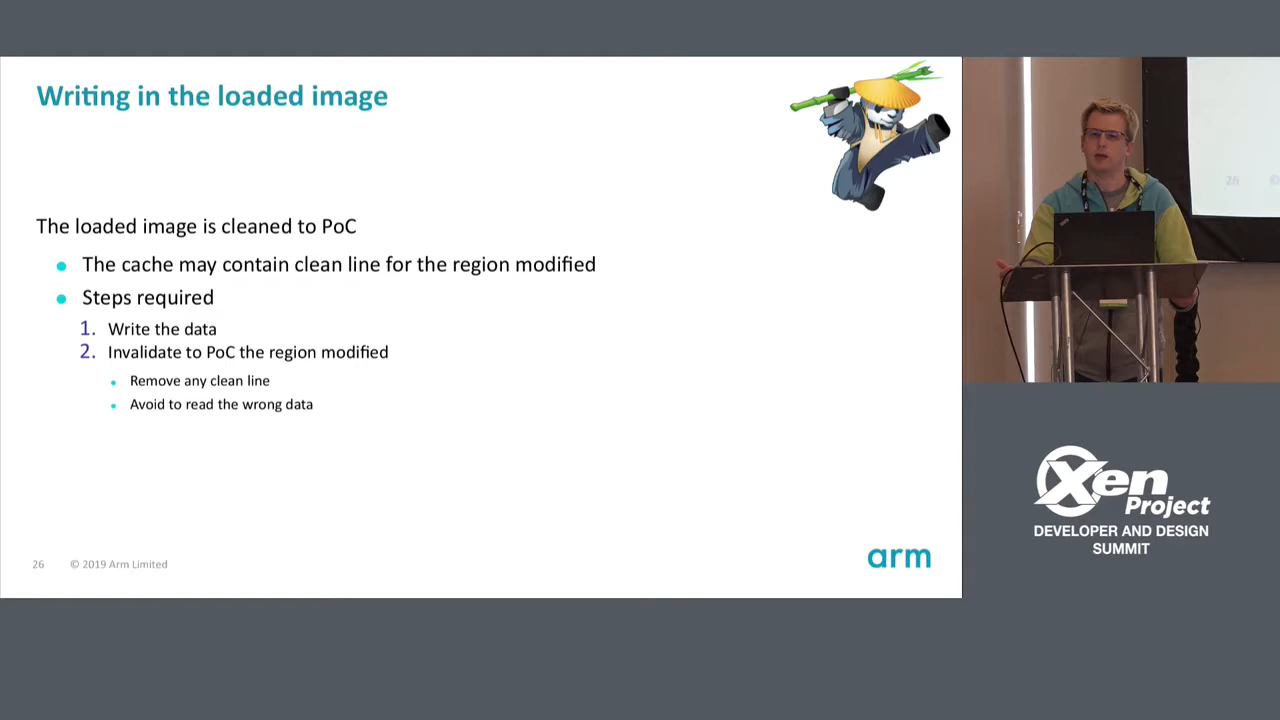 Writing in the loaded image
The loaded image is cleaned to PoC
The cache may contain clean line for the region modified
Steps required
1. Write the data
2. Invalidate to PoC the region modified
Remove any clean line
Avoid to read the wrong data
26 © 2019 Arm Limited
arm
26
Xen
Project
DEVELOPER AND DESIGN
SUMMIT